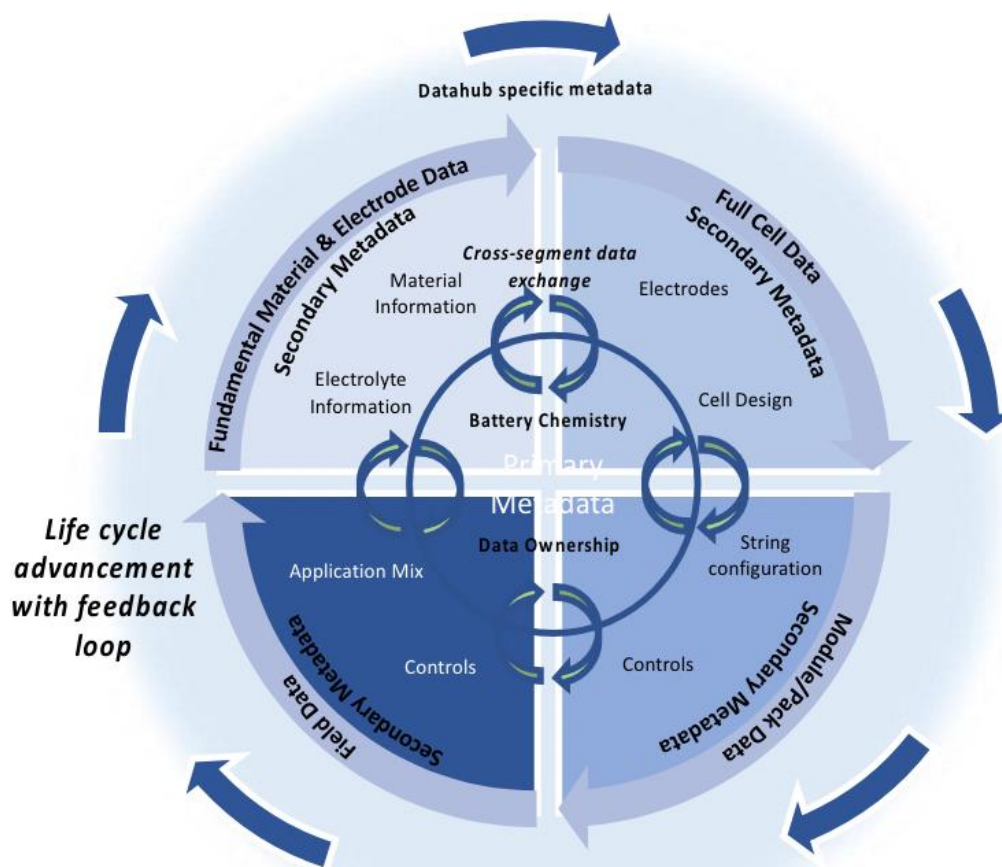 Datahub specific metadata
Fundamental Material & Electrode Data
Secondary Metadata
Full Cell Data
Secondary Metadata
Cross-segment data
exchange
Material
Information
Electrodes
Electrolyte
Information
Cell Design
Battery Chemistry
Primary
Metadata
Data Ownership
Life cycle
advancement
with feedback
loop
Application Mix
String
configuration
Controls
Controls
Secondary Metadata
Field Data
Secondary Metadata
Module/Pack Data